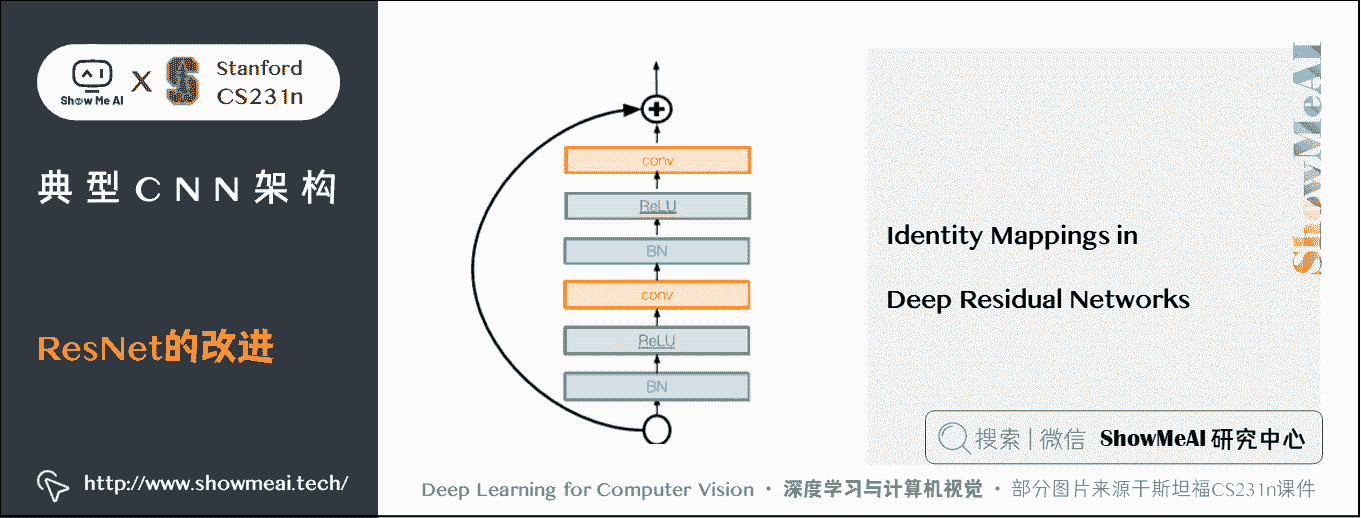 Show Me AI
X
Stanford
CS231n
典型CNN架构
ResNet的改进
http://www.showmeai.tech/
conv
ReLU
BN
conv
ReLU
BN
Identity Mappings in
Deep Residual Networks
ShowMeAI
搜索 | 微信 ShowMeAI 研究中心
Deep Learning for Computer Vision · 深度学习与计算机视觉 · 部分图片来源于斯坦福CS231n课件